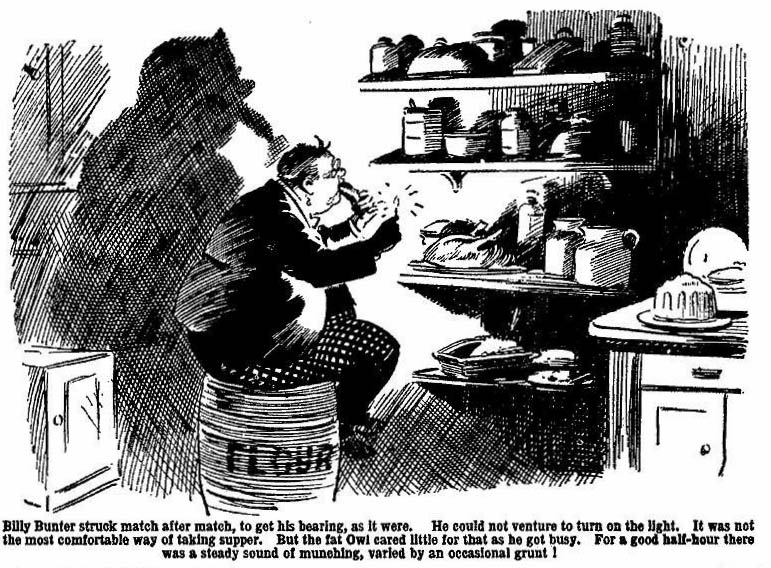 FLOUR
Billy Bunter struck match after match, to get his bearing, as it were. He could not venture to turn on the light. It was not
the most comfortable way of taking supper. But the fat Owl cared little for that as he got busy. For a good half-hour there
was a steady sound of munching, varied by an occasional grunt !